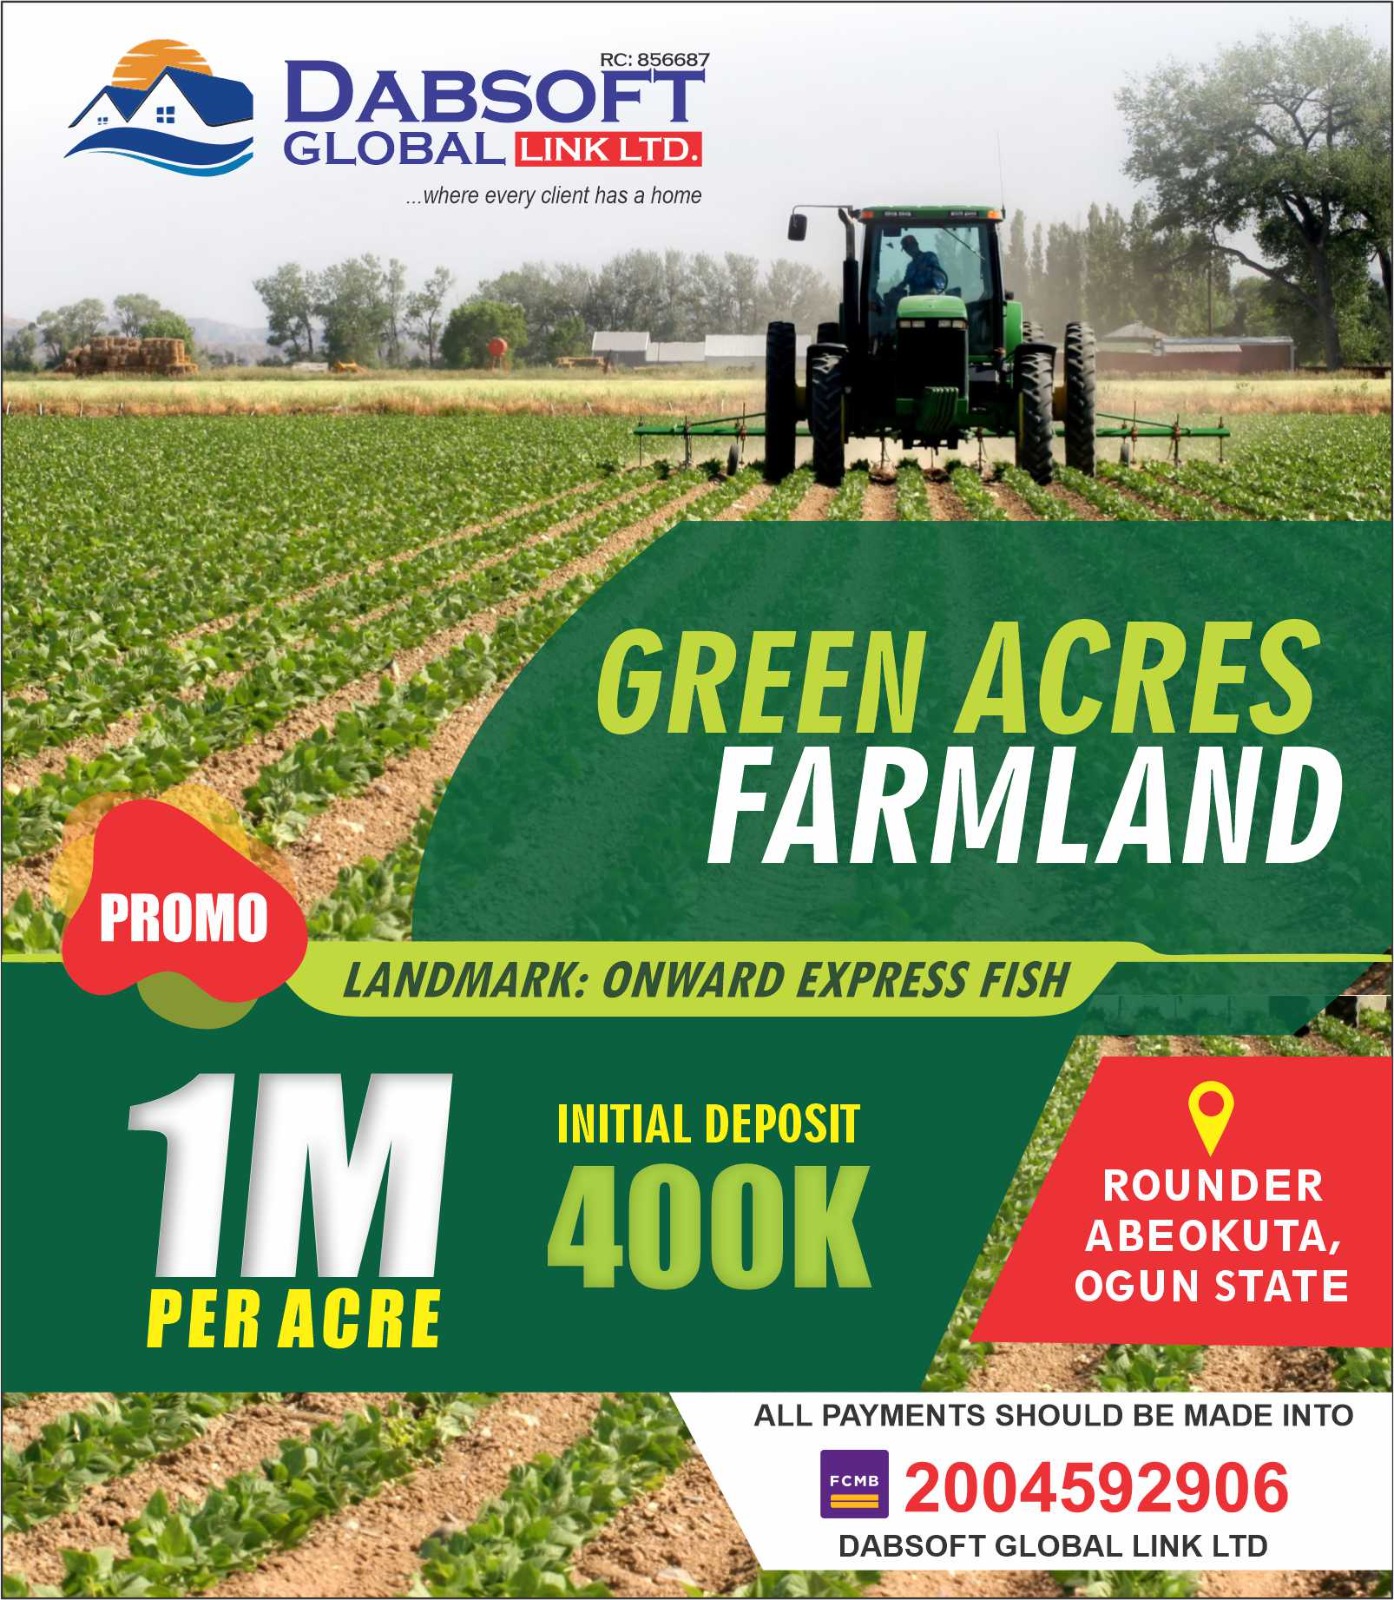 RC: 856687
DABSOFT
GLOBAL LINK LTD.
...where every client has a home
GREEN ACRES
FARMLAND
PROMO
LANDMARK: ONWARD EXPRESS FISH
1M
PER ACRE
INITIAL DEPOSIT
400K
ROUNDER
ABEOKUTA,
OGUN STATE
ALL PAYMENTS SHOULD BE MADE INTO
FCMB 2004592906
DABSOFT GLOBAL LINK LTD